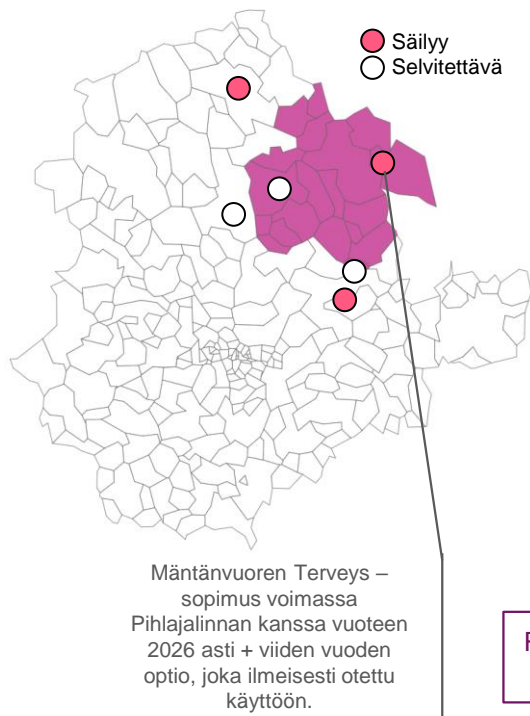 Säilyy
Selvitettävä
Mäntänvuoren Terveys –
sopimus voimassa
Pihlajalinnan kanssa vuoteen
2026 asti + viiden vuoden
optio, joka ilmeisesti otettu
käyttöön.